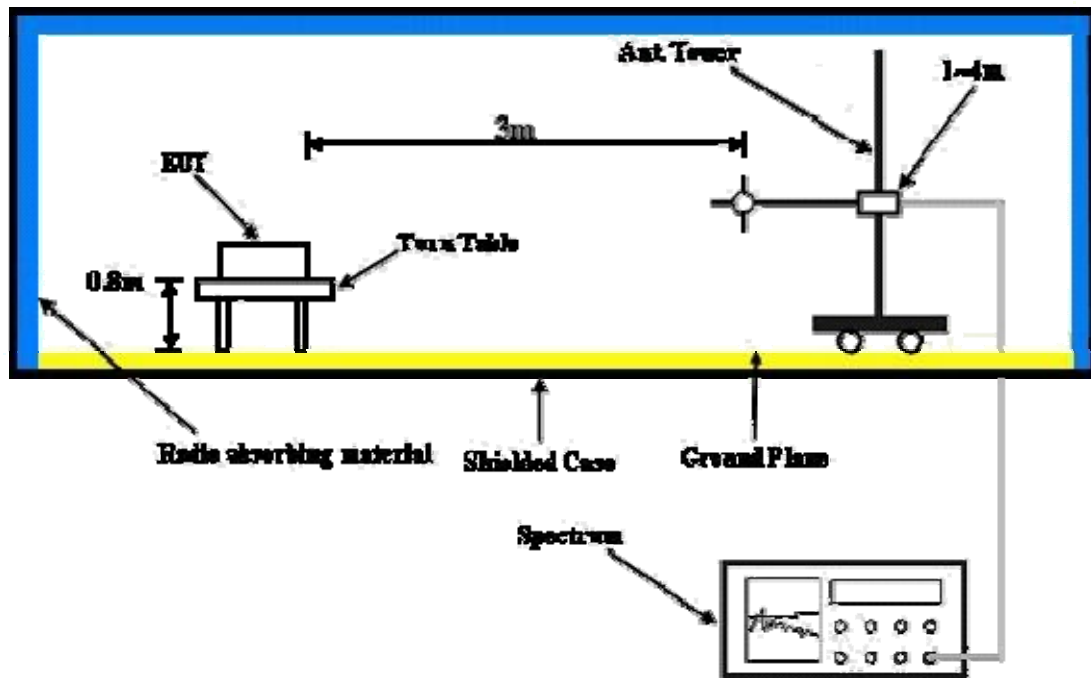 Ant. Tower
1~4m
3m
EUT
Turn Table
0.8m
Radio absorbing material
Shielded Case
Ground Plane
Spectrum